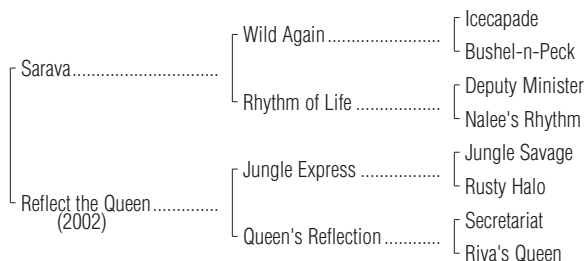 Icecapade
Wild Again
Bushel-n-Peck
Sarava
Deputy Minister
Rhythm of Life
Nalee's Rhythm
Jungle Savage
Jungle Express
Rusty Halo
Reflect the Queen
(2002)
Secretariat
Queen's Reflection
Riva's Queen